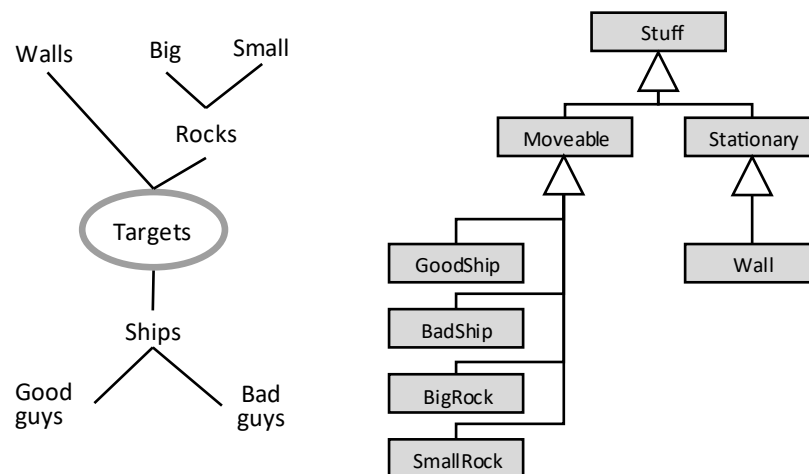 Walls
Big
Small
Rocks
Targets
Ships
Good
guys
Bad
guys
Stuff
Moveable
Stationary
GoodShip
Wall
BadShip
BigRock
SmallRock